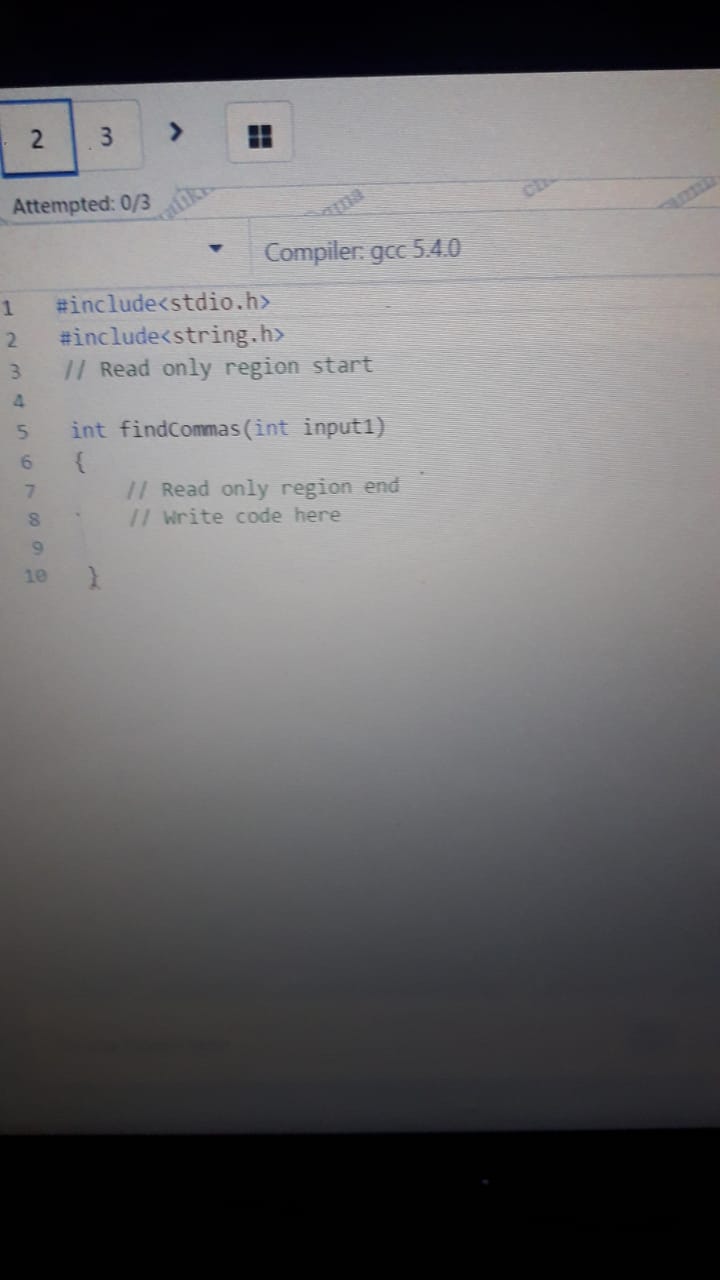 2 3 >
Attempted: 0/3
Compiler: gcc 5.4.0
1 #include<stdio.h>
2 #include<string.h>
3 // Read only region start
4
5 int findCommas(int input1)
6 {
7 // Read only region end
8 // Write code here
9
10 }